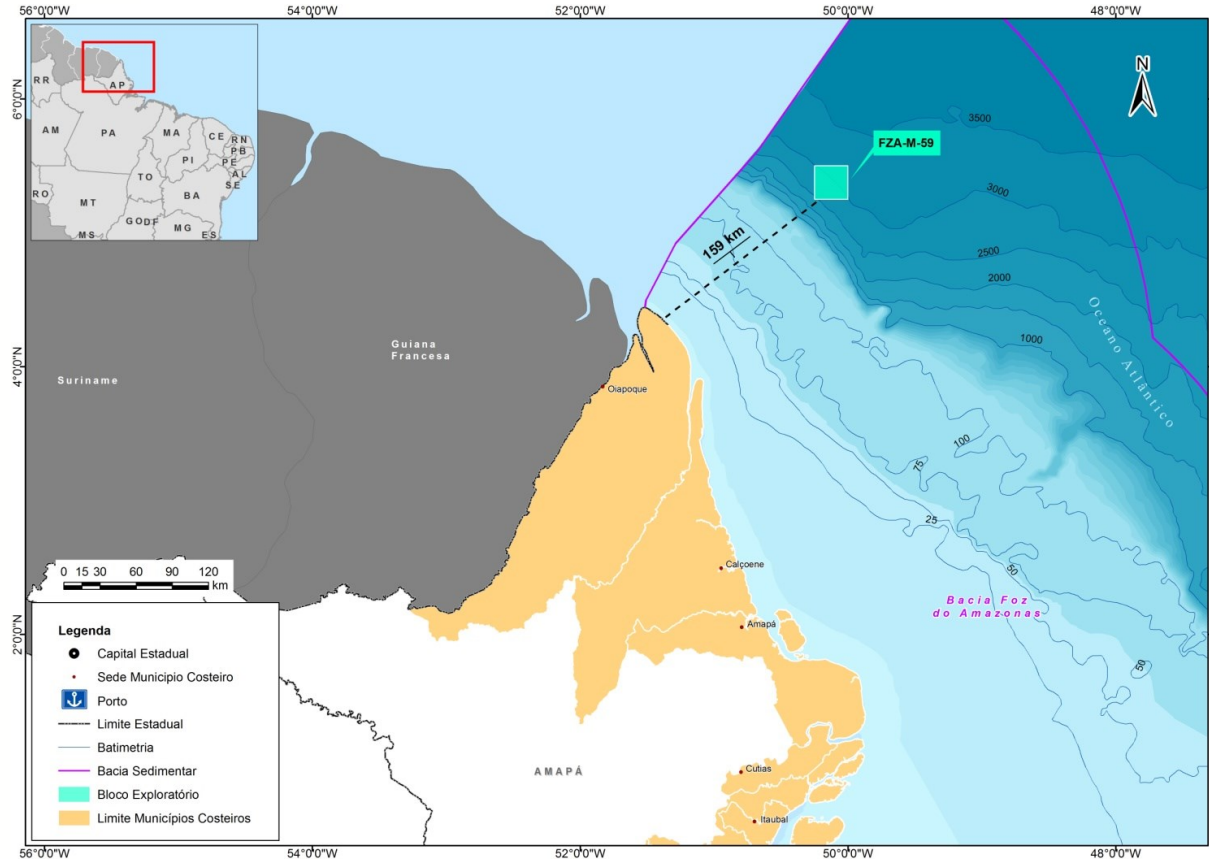 56°0'0"W
54°0'0"W
52°0'0"W
50°0'0"W
48°0'0"W
6°0'0"N
4°0'0"N
2°0'0"N
RR
AP
AM
PA
MA
CE
RN
PB
PE
AL
SE
PI
TO
RO
MT
BA
GO
DF
MG
MS
ES
N
3500
FZA-M-59
3000
159 km
2500
2000
1000
Oceano Atlântico
Guiana
Francesa
Suriname
Oiapoque
100
75
25
50
Calçoene
Bacia Foz
do Amazonas
Amapá
50
AMAPÁ
Cutias
Itaubal
0 15 30 60 90 120
km
Legenda
Capital Estadual
Sede Municipio Costeiro
Porto
Limite Estadual
Batimetria
Bacia Sedimentar
Bloco Exploratório
Limite Municípios Costeiros
56°0'0"W
54°0'0"W
52°0'0"W
50°0'0"W
48°0'0"W